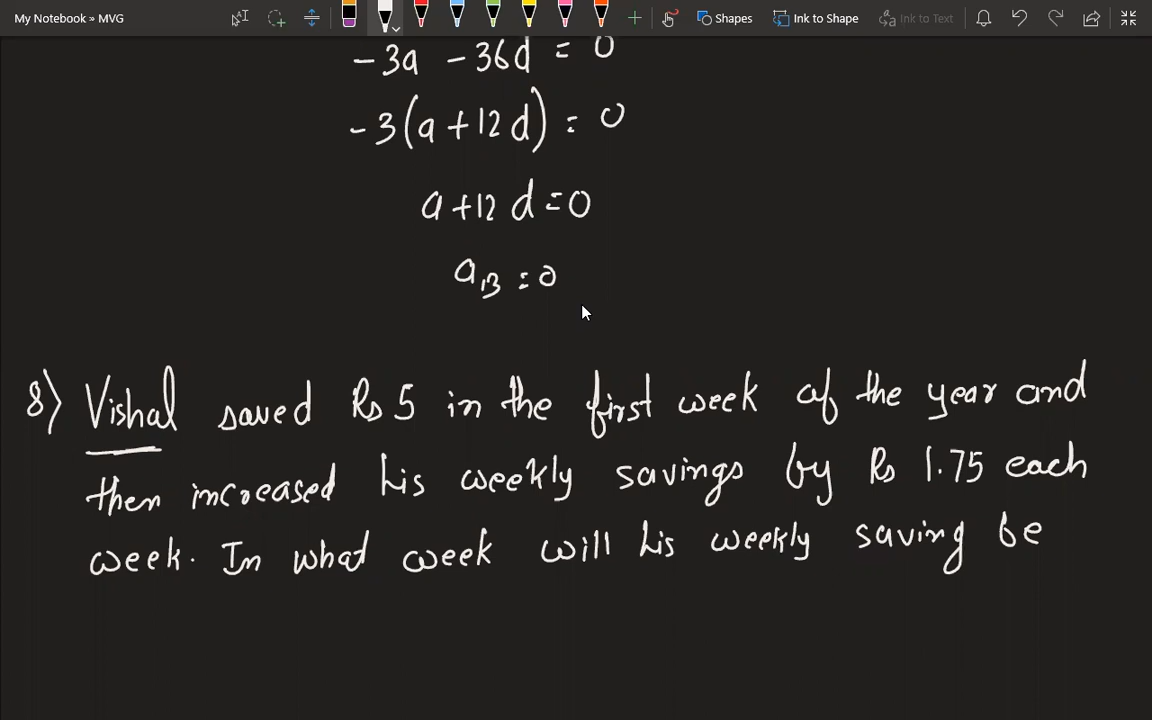 My Notebook » MVG
Shapes
Ink to Shape
Ink to Text
-3a - 36d = 0
-3(a+12d) = 0
a+12d=0
a₁₃ = 0
8) Vishal saved Rs 5 in the first week of the year and
then increased his weekly savings by Rs 1.75 each
week. In what week will his weekly saving be